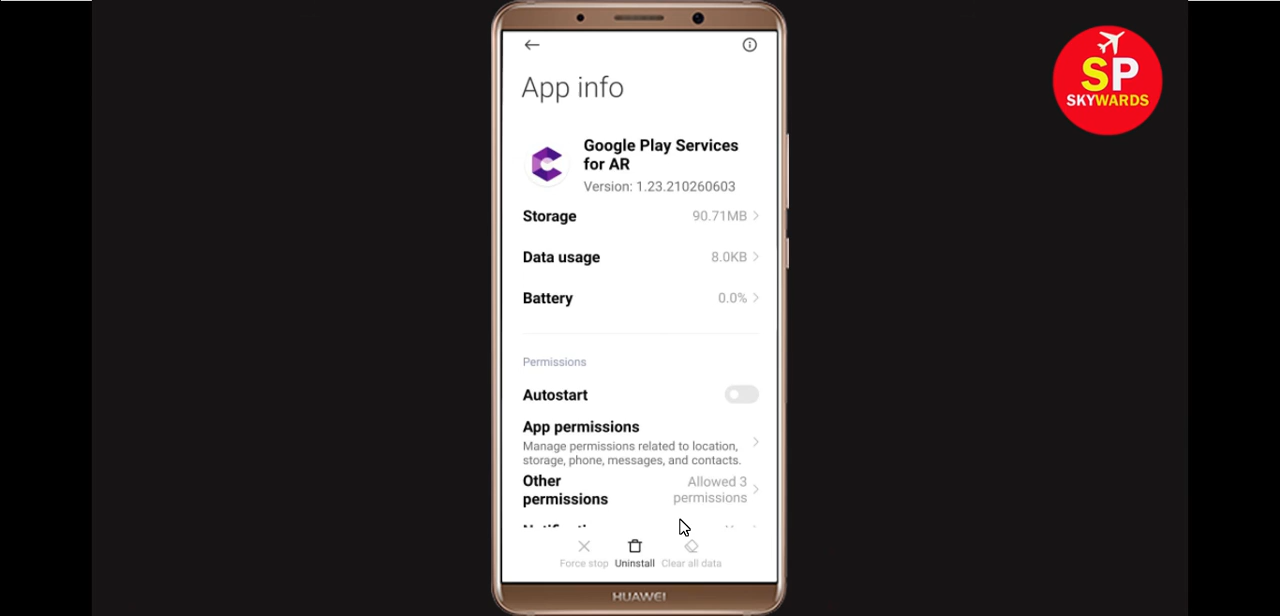 App info
SP
SKYWARDS
Google Play Services
for AR
Version: 1.23.210260603
Storage 90.71MB
Data usage 8.0KB
Battery 0.0%
Permissions
Autostart
App permissions
Manage permissions related to location,
storage, phone, messages, and contacts.
Other Allowed 3
permissions permissions
Force stop Uninstall Clear all data
HUAWEI